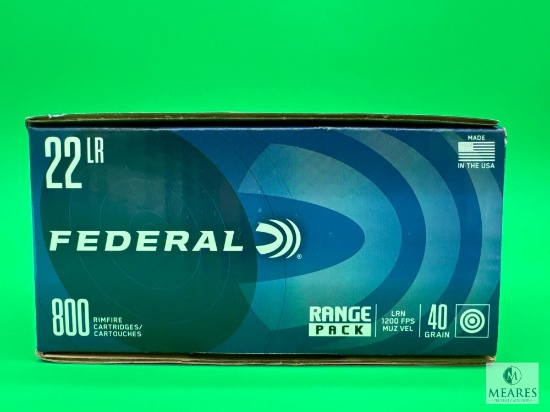 22 LR
MADE
IN THE USA
FEDERAL
®
800
RIMFIRE
CARTRIDGES/
CARTOUCHES
RANGE
PACK
LRN
1200 FPS
MUZ VEL
40
GRAIN
M
MEARES